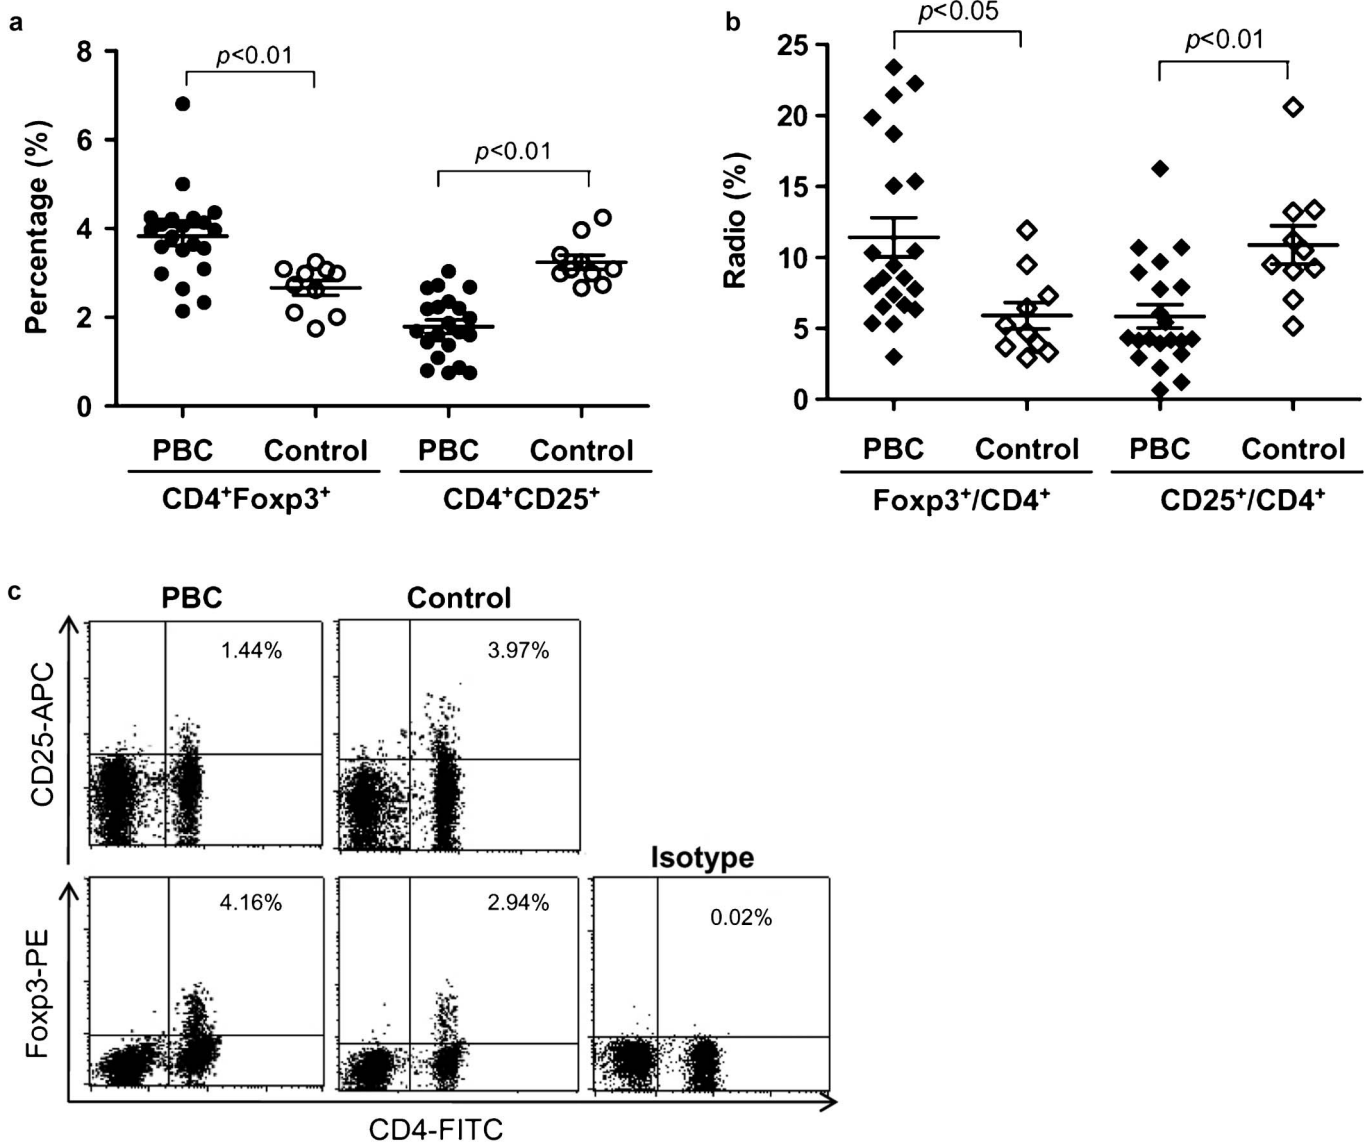 a
8
6
4
2
0
Percentage (%)
p<0.01
p<0.01
PBC Control PBC Control
CD4⁺Foxp3⁺ CD4⁺CD25⁺
b
25
20
15
10
5
0
Radio (%)
p<0.05
p<0.01
PBC Control PBC Control
Foxp3⁺/CD4⁺ CD25⁺/CD4⁺
c
PBC Control
CD25-APC
1.44% 3.97%
Isotype
Foxp3-PE
4.16% 2.94% 0.02%
CD4-FITC